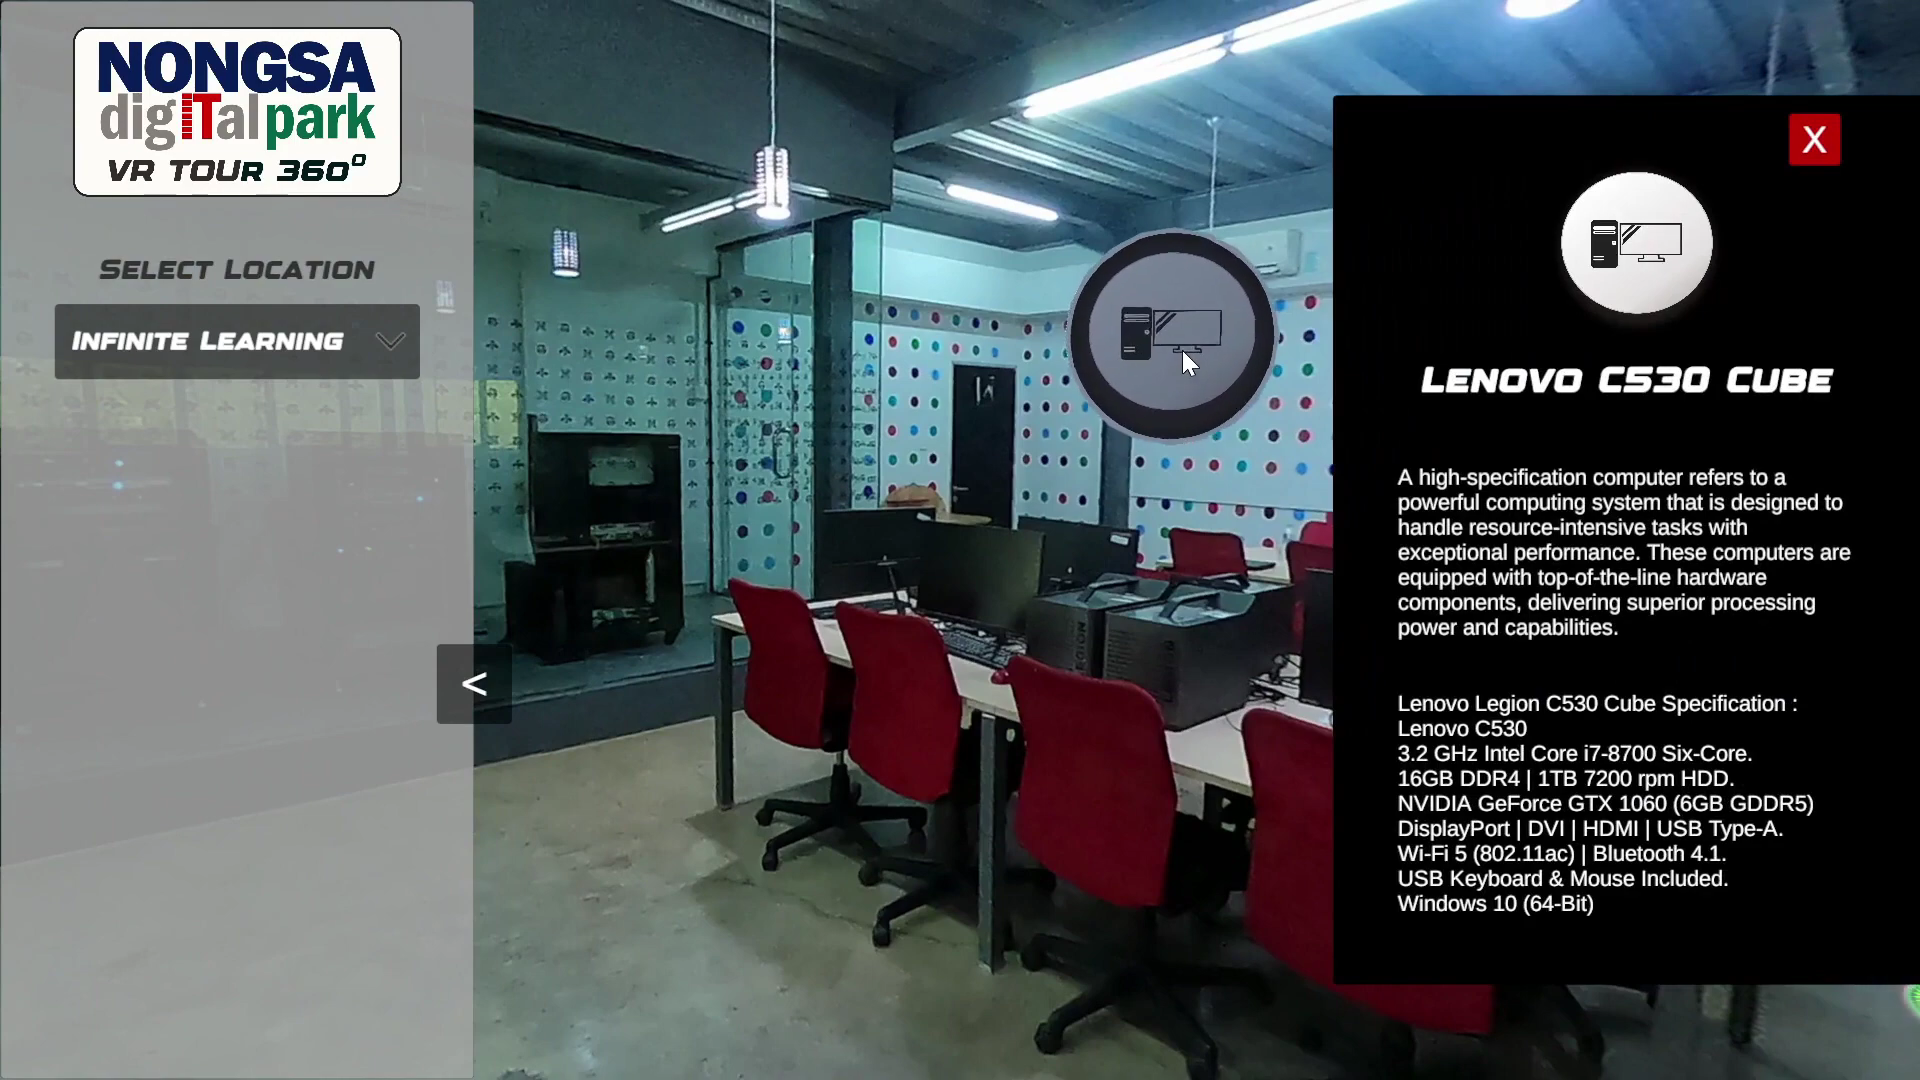 NONGSA
digITal park
VR TOUR 360°
SELECT LOCATION
INFINITE LEARNING
<
X
LENOVO C530 CUBE
A high-specification computer refers to a
powerful computing system that is designed to
handle resource-intensive tasks with
exceptional performance. These computers are
equipped with top-of-the-line hardware
components, delivering superior processing
power and capabilities.
Lenovo Legion C530 Cube Specification :
Lenovo C530
3.2 GHz Intel Core i7-8700 Six-Core.
16GB DDR4 | 1TB 7200 rpm HDD.
NVIDIA GeForce GTX 1060 (6GB GDDR5)
DisplayPort | DVI | HDMI | USB Type-A.
Wi-Fi 5 (802.11ac) | Bluetooth 4.1.
USB Keyboard & Mouse Included.
Windows 10 (64-Bit)
LEGION